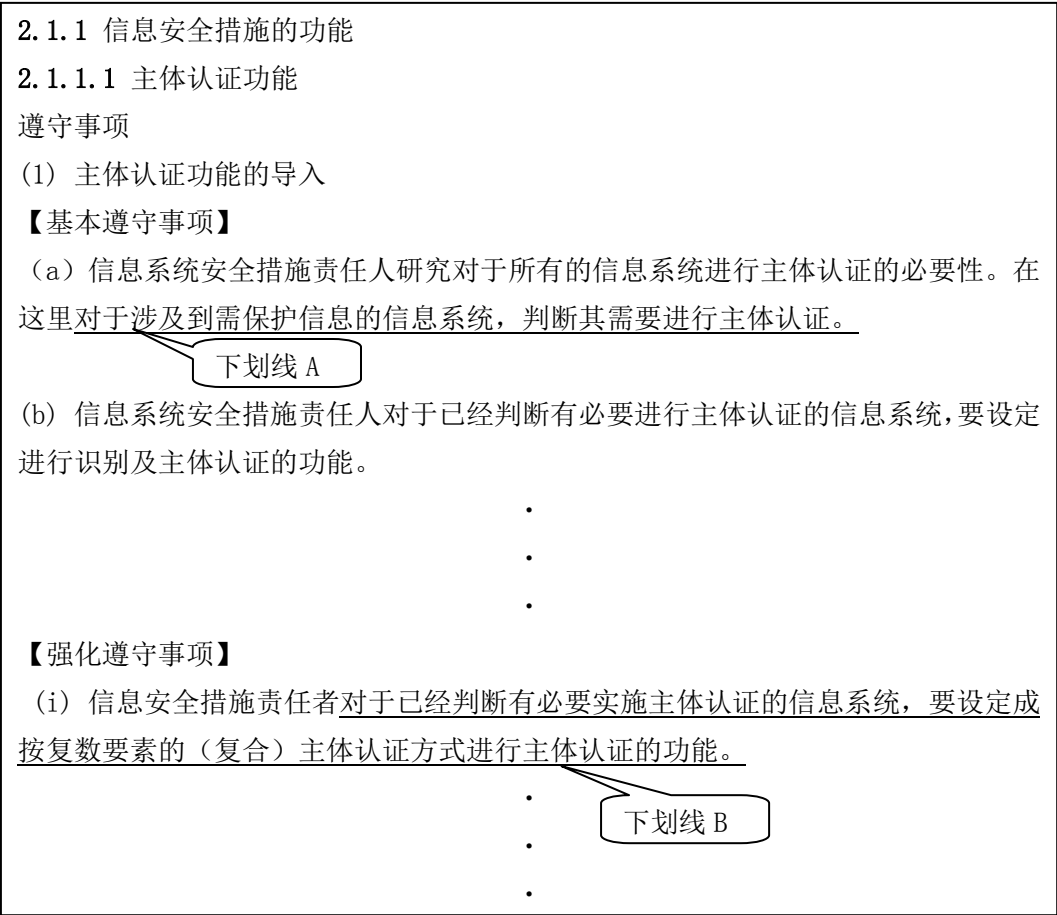 2.1.1 信息安全措施的功能
2.1.1.1 主体认证功能
遵守事项
(1) 主体认证功能的导入
【基本遵守事项】
（a）信息系统安全措施责任人研究对于所有的信息系统进行主体认证的必要性。在
这里对于涉及到需保护信息的信息系统，判断其需要进行主体认证。
下划线 A
(b) 信息系统安全措施责任人对于已经判断有必要进行主体认证的信息系统，要设定
进行识别及主体认证的功能。
・
・
・
【强化遵守事项】
(i) 信息安全措施责任者对于已经判断有必要实施主体认证的信息系统，要设定成
按复数要素的（复合）主体认证方式进行主体认证的功能。
・
下划线 B
・
・